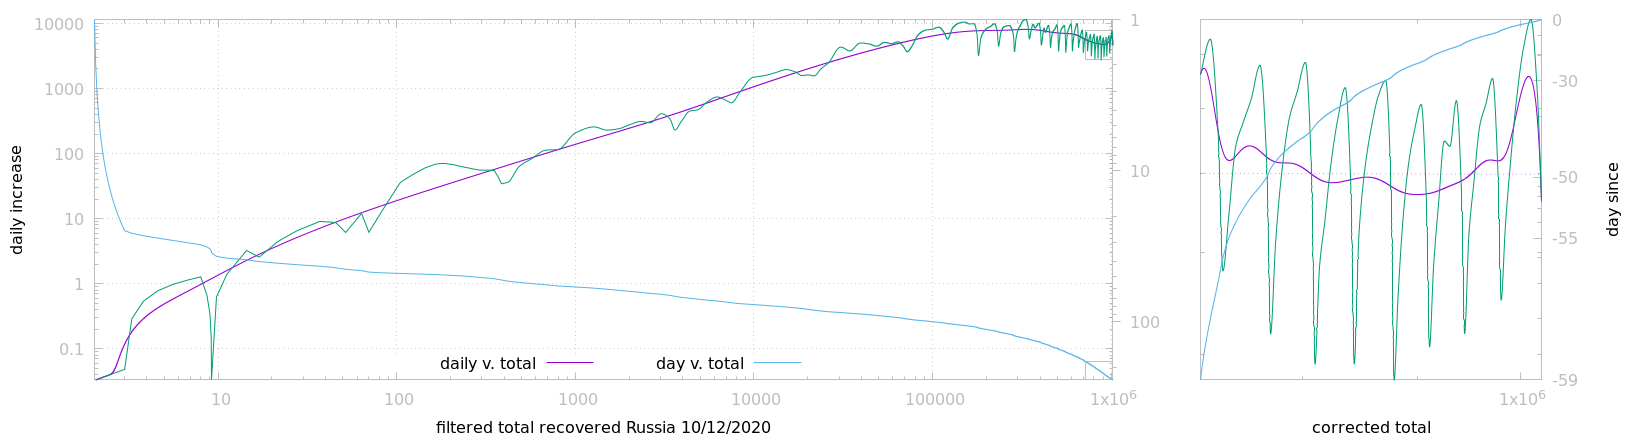 10000
1000
100
10
1
0.1
daily increase
10
100
1000
10000
100000
1x10^6
1
10
100
daily v. total
day v. total
filtered total recovered Russia 10/12/2020
0
-30
-50
-55
-59
day since
1x10^6
corrected total